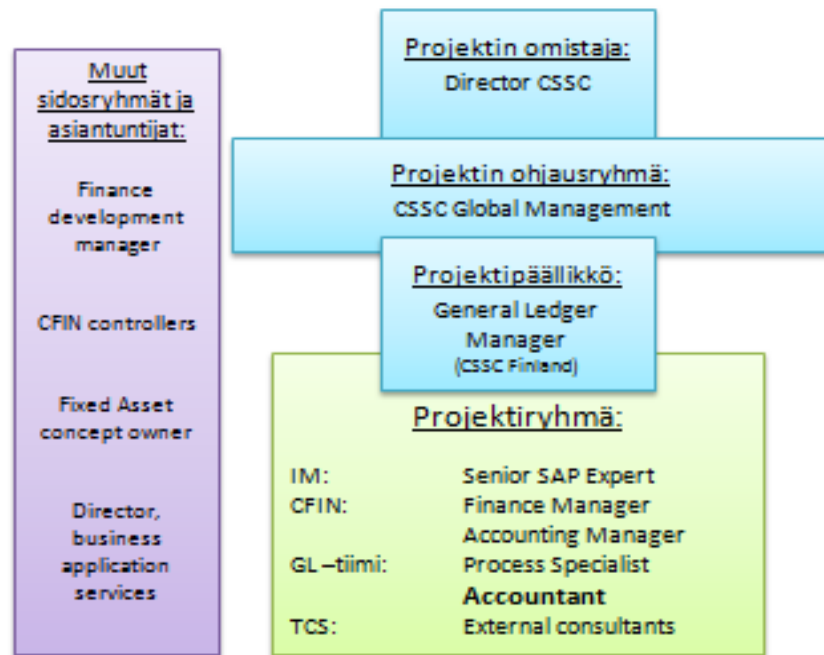 Muut
sidosryhmät ja
asiantuntijat:
Finance
development
manager
CFIN controllers
Fixed Asset
concept owner
Director,
business
application
services
Projektin omistaja:
Director CSSC
Projektin ohjausryhmä:
CSSC Global Management
Projektipäällikkö:
General Ledger
Manager
(CSSC Finland)
Projektiryhmä:
IM: Senior SAP Expert
CFIN: Finance Manager
Accounting Manager
GL –tiimi: Process Specialist
Accountant
TCS: External consultants